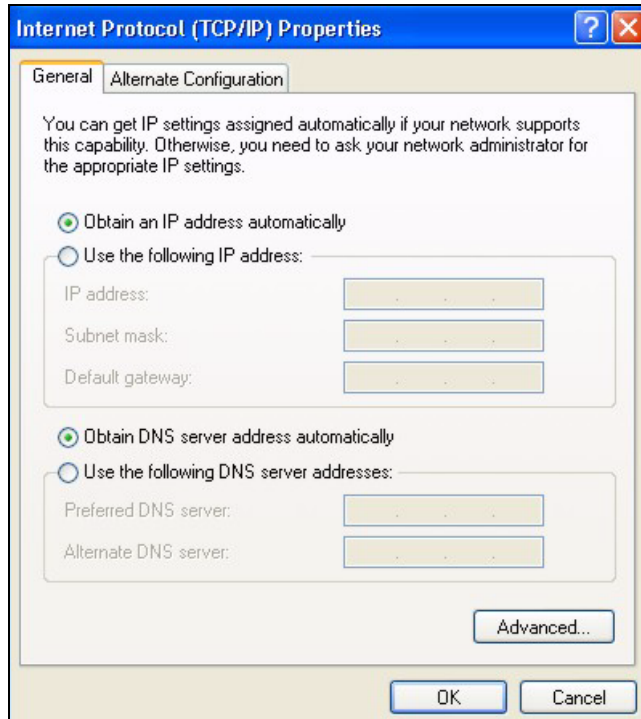 Internet Protocol (TCP/IP) Properties
General
Alternate Configuration
You can get IP settings assigned automatically if your network supports
this capability. Otherwise, you need to ask your network administrator for
the appropriate IP settings.
Obtain an IP address automatically
Use the following IP address:
IP address:
Subnet mask:
Default gateway:
Obtain DNS server address automatically
Use the following DNS server addresses:
Preferred DNS server:
Alternate DNS server:
Advanced...
OK
Cancel